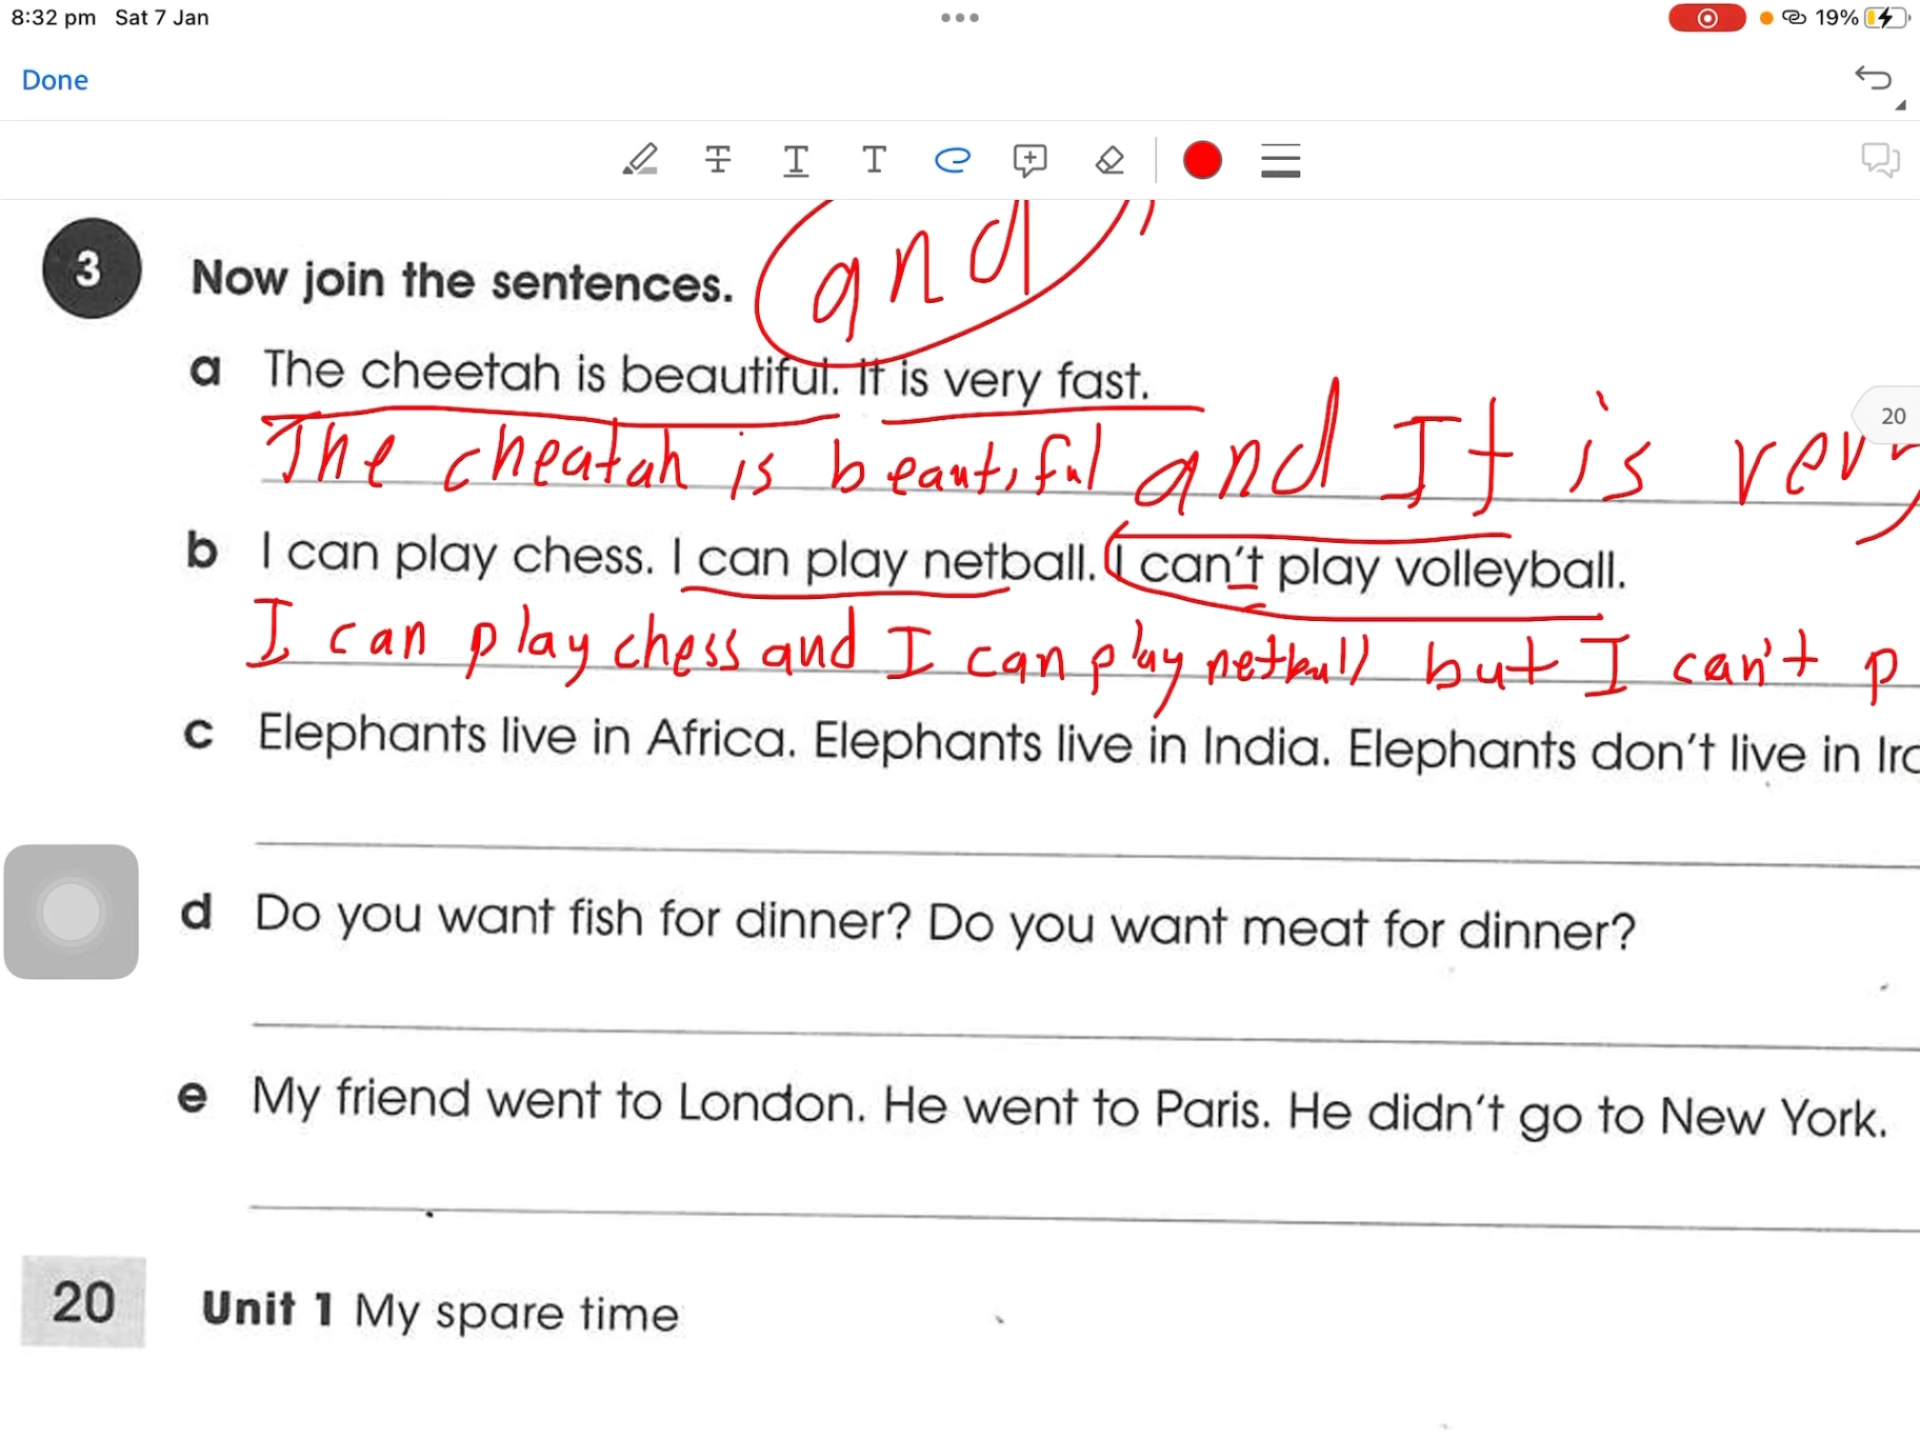 8:32 pm Sat 7 Jan
19%
Done
and
3 Now join the sentences.
a The cheetah is beautiful. It is very fast.
20
The cheatah is beautiful and It is very
b I can play chess. I can play netball. I can't play volleyball.
I can play chess and I can play netball but I can't p
c Elephants live in Africa. Elephants live in India. Elephants don't live in Ira
d Do you want fish for dinner? Do you want meat for dinner?
e My friend went to London. He went to Paris. He didn't go to New York.
20 Unit 1 My spare time